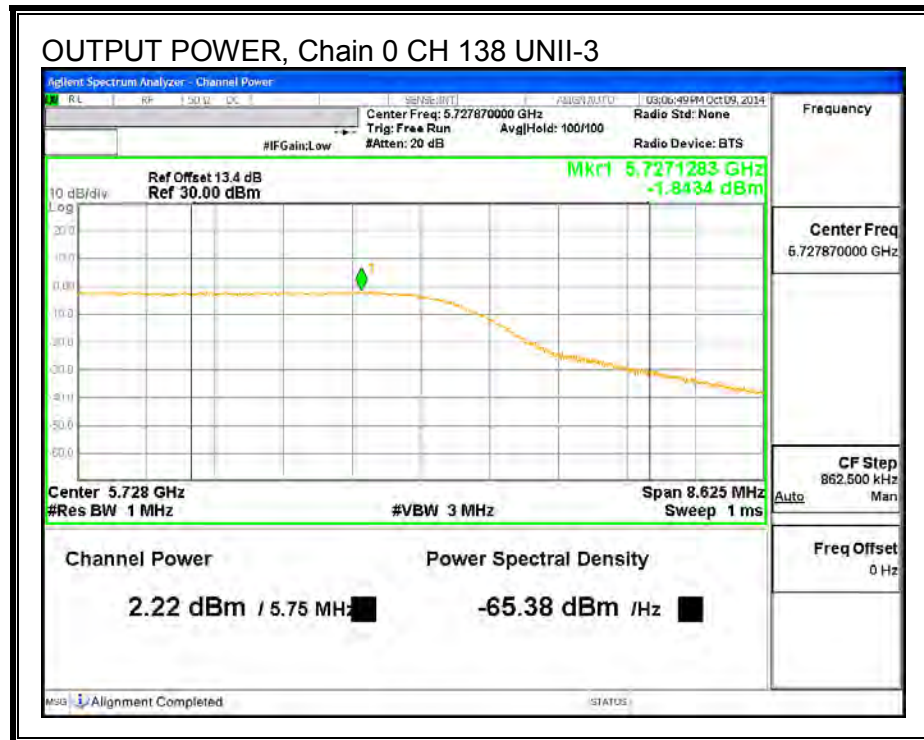 OUTPUT POWER, Chain 0 CH 138 UNII-3
Agilent Spectrum Analyzer - Channel Power
RL RF 50 Ω DC SENSE:INT ALIGN AUTO 03:06:49 PM Oct 09, 2014
Center Freq: 5.727870000 GHz Radio Std: None
Trig: Free Run Avg|Hold: 100/100
#IFGain:Low #Atten: 20 dB Radio Device: BTS
Frequency
Mkr1 5.7271283 GHz
-1.8434 dBm
Ref Offset 13.4 dB
10 dB/div Ref 30.00 dBm
Log
20.0
10.0
0.00
-10.0
-20.0
-30.0
-40.0
-50.0
-60.0
1
Center Freq
5.727870000 GHz
Center 5.728 GHz Span 8.625 MHz
#Res BW 1 MHz #VBW 3 MHz Sweep 1 ms
CF Step
862.500 kHz
Auto Man
Freq Offset
0 Hz
Channel Power Power Spectral Density
2.22 dBm / 5.75 MHz -65.38 dBm /Hz
MSG Alignment Completed STATUS